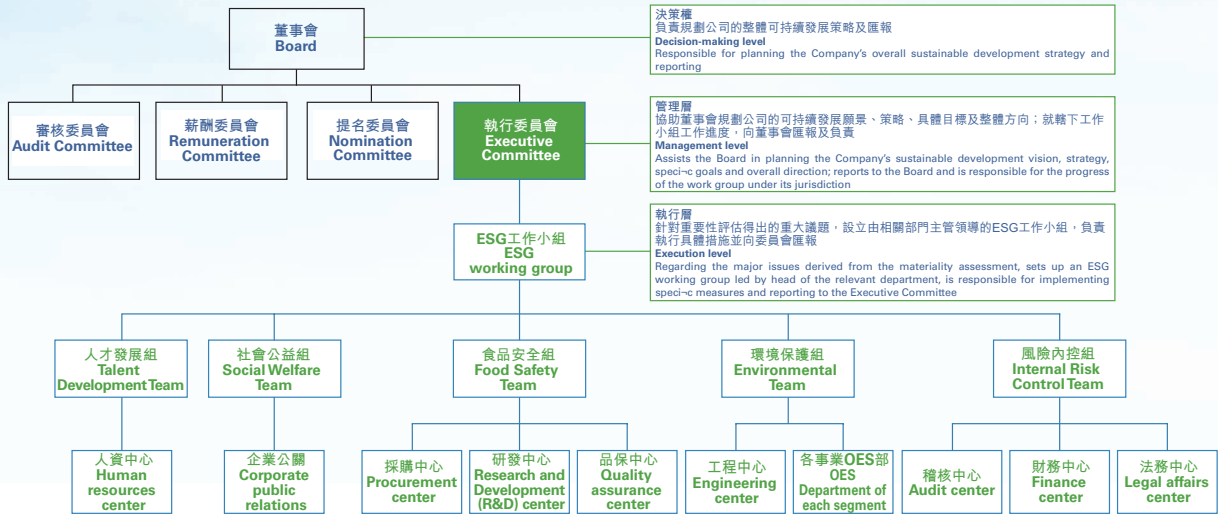 董事會
Board
決策權
負責規劃公司的整體可持續發展策略及匯報
Decision-making level
Responsible for planning the Company's overall sustainable development strategy and
reporting
審核委員會
Audit Committee
薪酬委員會
Remuneration
Committee
提名委員會
Nomination
Committee
執行委員會
Executive
Committee
管理層
協助董事會規劃公司的可持續發展願景、策略、具體目標及整體方向；就轄下工作
小組工作進度，向董事會匯報及負責
Management level
Assists the Board in planning the Company's sustainable development vision, strategy,
speci¬c goals and overall direction; reports to the Board and is responsible for the progress
of the work group under its jurisdiction
ESG工作小組
ESG
working group
執行層
針對重要性評估得出的重大議題，設立由相關部門主管領導的ESG工作小組，負責
執行具體措施並向委員會匯報
Execution level
Regarding the major issues derived from the materiality assessment, sets up an ESG
working group led by head of the relevant department, is responsible for implementing
speci¬c measures and reporting to the Executive Committee
人才發展組
Talent
Development Team
社會公益組
Social Welfare
Team
食品安全組
Food Safety
Team
環境保護組
Environmental
Team
風險內控組
Internal Risk
Control Team
人資中心
Human
resources
center
企業公關
Corporate
public
relations
採購中心
Procurement
center
研發中心
Research and
Development
(R&D) center
品保中心
Quality
assurance
center
工程中心
Engineering
center
各事業OES部
OES
Department of
each segment
稽核中心
Audit center
財務中心
Finance
center
法務中心
Legal affairs
center